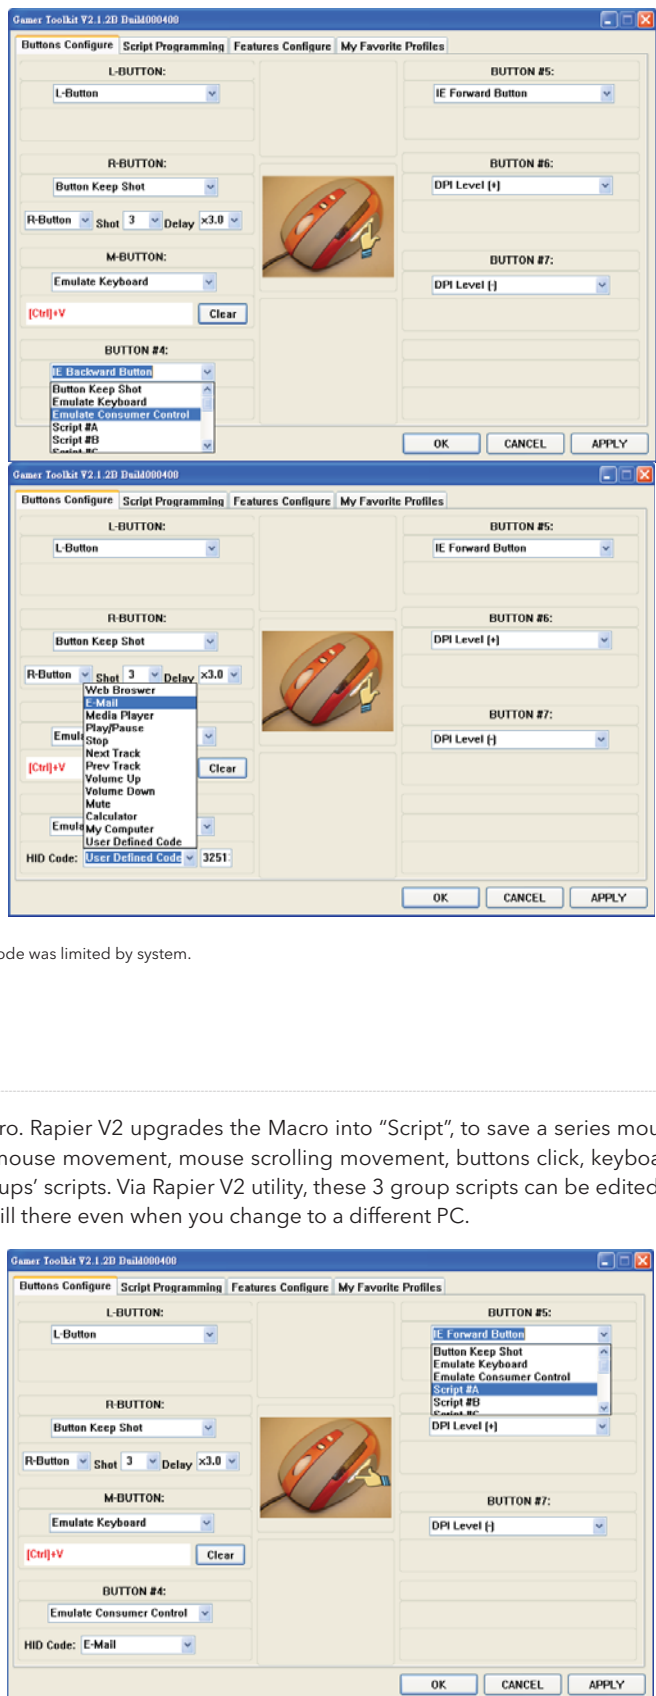 Gamer Toolkit V2.1.2D Duild000400
Buttons Configure Script Programming Features Configure My Favorite Profiles
L-BUTTON:
L-Button
R-BUTTON:
Button Keep Shot
R-Button Shot 3 Delay x3.0
M-BUTTON:
Emulate Keyboard
[Ctrl]+V Clear
BUTTON #4:
IE Backward Button
Button Keep Shot
Emulate Keyboard
Emulate Consumer Control
Script #A
Script #B
Script #C
BUTTON #5:
IE Forward Button
BUTTON #6:
DPI Level (+)
BUTTON #7:
DPI Level (-)
OK CANCEL APPLY
Gamer Toolkit V2.1.2D Duild000400
Buttons Configure Script Programming Features Configure My Favorite Profiles
L-BUTTON:
L-Button
R-BUTTON:
Button Keep Shot
R-Button Shot 3 Delay x3.0
Web Broswer
E-Mail
Media Player
Play/Pause
Stop
Next Track
Prev Track
Volume Up
Volume Down
Mute
Calculator
My Computer
User Defined Code
Emul
[Ctrl]+V Clear
Emule
HID Code: User Defined Code 3251
BUTTON #5:
IE Forward Button
BUTTON #6:
DPI Level (+)
BUTTON #7:
DPI Level (-)
OK CANCEL APPLY
ode was limited by system.
ro. Rapier V2 upgrades the Macro into “Script”, to save a series mou
mouse movement, mouse scrolling movement, buttons click, keyboa
ups’ scripts. Via Rapier V2 utility, these 3 group scripts can be edited
ill there even when you change to a different PC.
Gamer Toolkit V2.1.2D Duild000400
Buttons Configure Script Programming Features Configure My Favorite Profiles
L-BUTTON:
L-Button
R-BUTTON:
Button Keep Shot
R-Button Shot 3 Delay x3.0
M-BUTTON:
Emulate Keyboard
[Ctrl]+V Clear
BUTTON #4:
Emulate Consumer Control
HID Code: E-Mail
BUTTON #5:
IE Forward Button
Button Keep Shot
Emulate Keyboard
Emulate Consumer Control
Script #A
Script #B
Script #C
DPI Level (+)
BUTTON #7:
DPI Level (-)
OK CANCEL APPLY